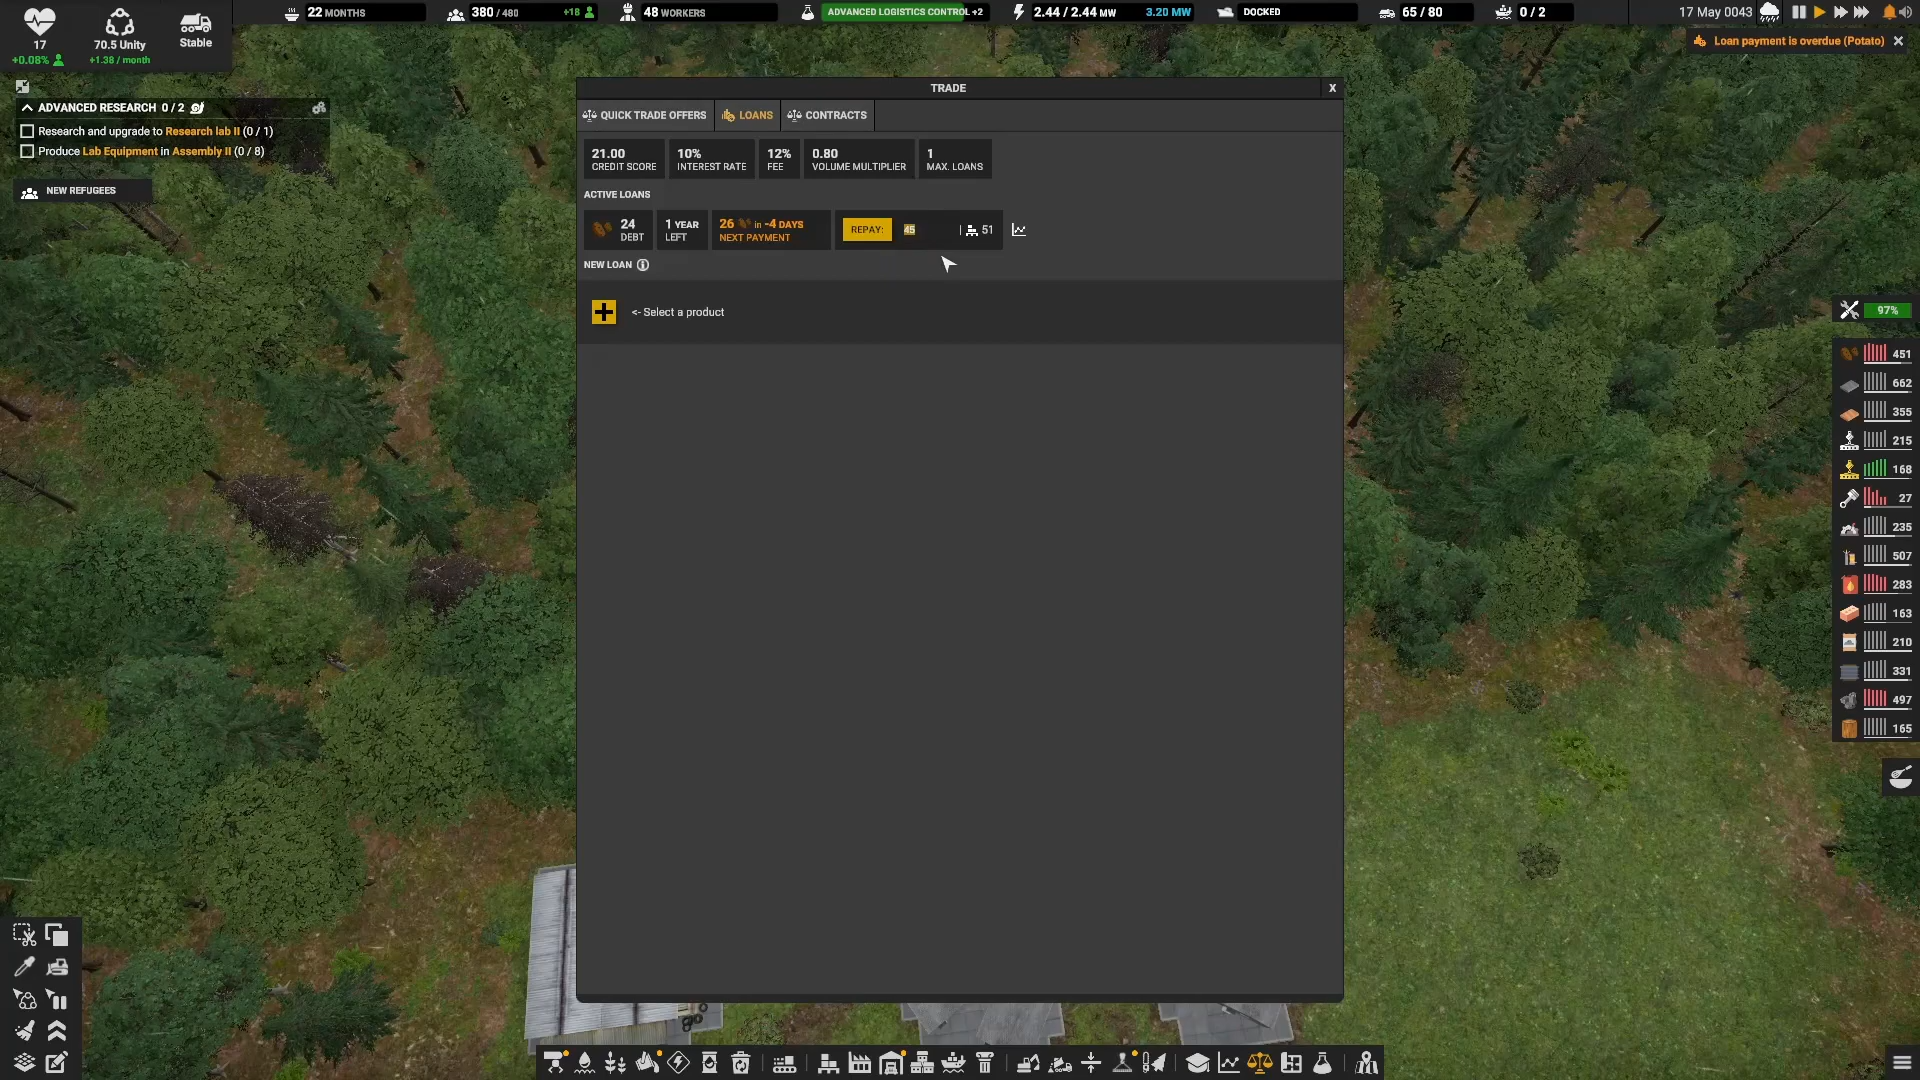 22 MONTHS
380 / 480
+18
48 WORKERS
ADVANCED LOGISTICS CONTROL +2
2.44 / 2.44 MW
3.20 MW
DOCKED
65 / 80
0 / 2
17 May 0043
17
+0.08%
70.5 Unity
+1.38 / month
Stable
Loan payment is overdue (Potato)
ADVANCED RESEARCH 0 / 2
Research and upgrade to Research lab II (0 / 1)
Produce Lab Equipment in Assembly II (0 / 8)
NEW REFUGEES
TRADE
X
QUICK TRADE OFFERS
LOANS
CONTRACTS
21.00
CREDIT SCORE
10%
INTEREST RATE
12%
FEE
0.80
VOLUME MULTIPLIER
1
MAX. LOANS
ACTIVE LOANS
24
DEBT
1 YEAR
LEFT
26 in -4 DAYS
NEXT PAYMENT
REPAY:
45
| 51
NEW LOAN
<- Select a product
97%
451
662
355
215
168
27
235
507
283
163
210
331
497
165